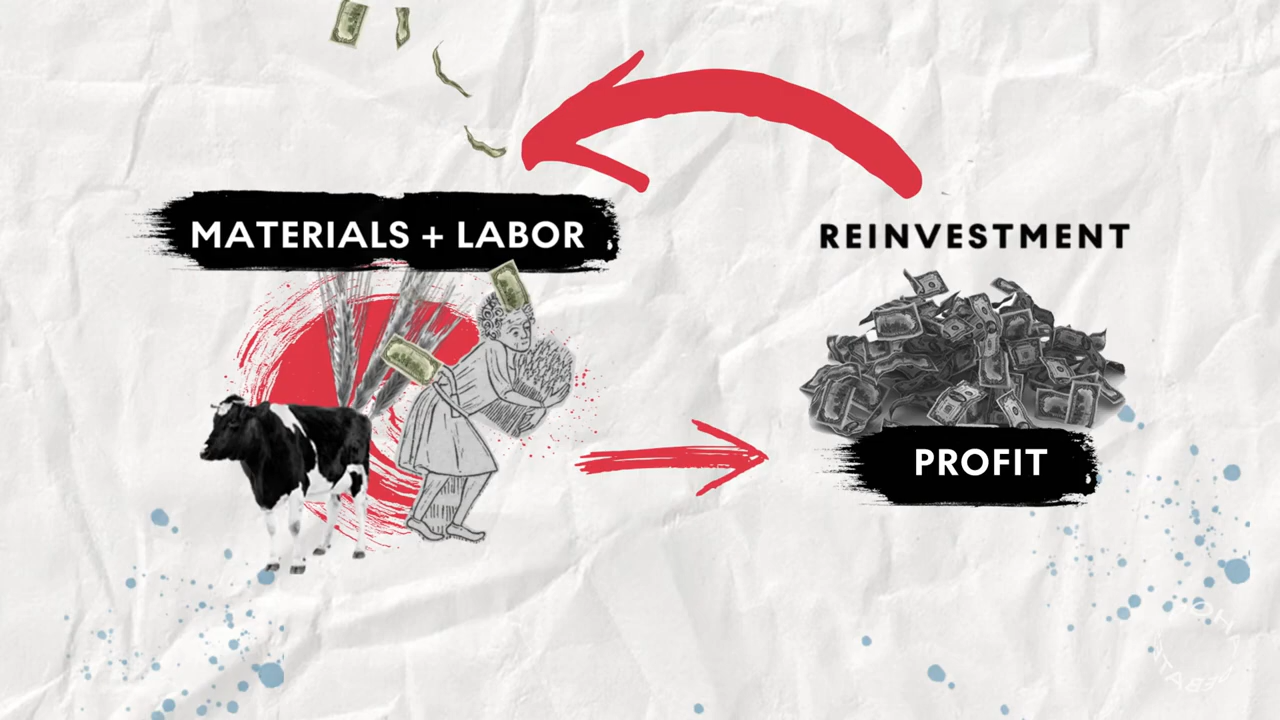 MATERIALS + LABOR
REINVESTMENT
PROFIT